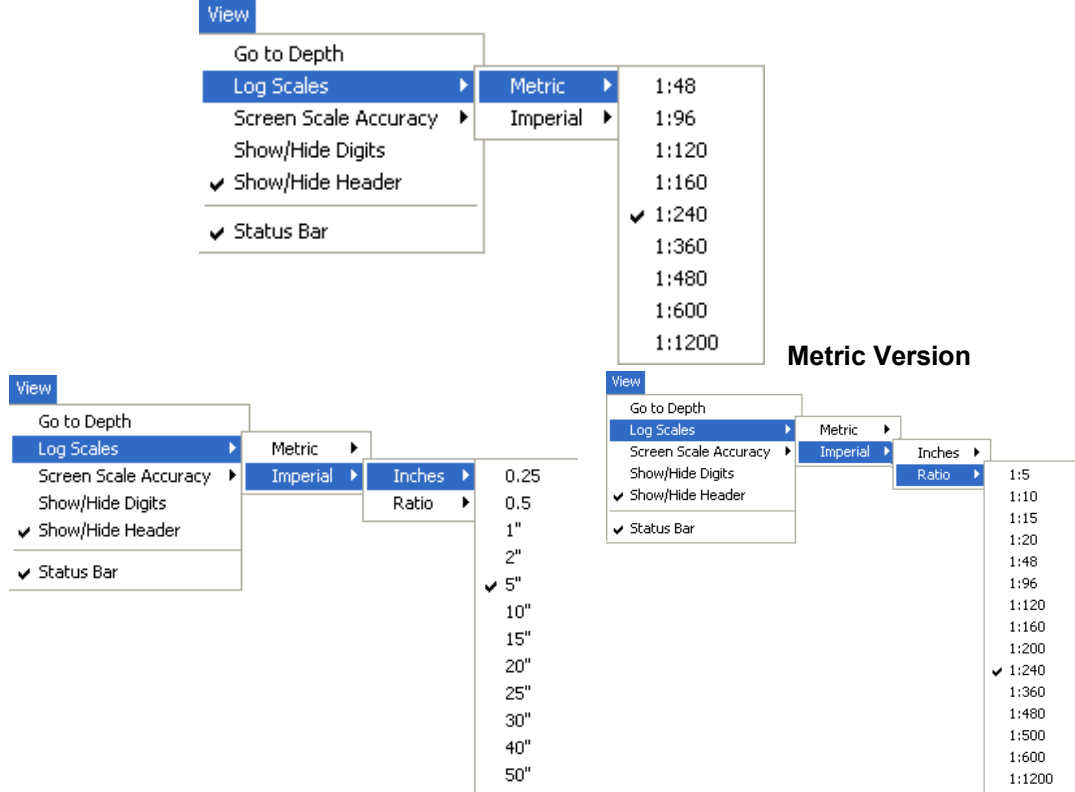 View
Go to Depth
Log Scales
Screen Scale Accuracy
Show/Hide Digits
Show/Hide Header
Status Bar
Metric
Imperial
1:48
1:96
1:120
1:160
1:240
1:360
1:480
1:600
1:1200
Metric Version
View
Go to Depth
Log Scales
Screen Scale Accuracy
Show/Hide Digits
Show/Hide Header
Status Bar
Metric
Imperial
Inches
Ratio
0.25
0.5
1"
2"
5"
10"
15"
20"
25"
30"
40"
50"
View
Go to Depth
Log Scales
Screen Scale Accuracy
Show/Hide Digits
Show/Hide Header
Status Bar
Metric
Imperial
Inches
Ratio
1:5
1:10
1:15
1:20
1:48
1:96
1:120
1:160
1:200
1:240
1:360
1:480
1:500
1:600
1:1200